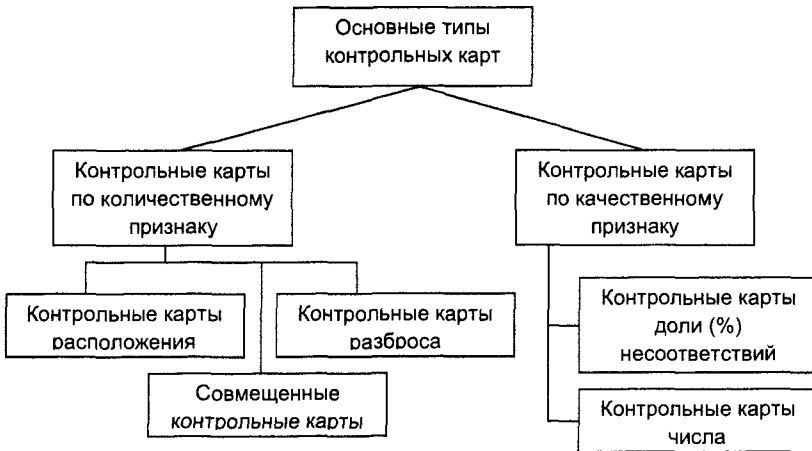 Основные типы
контрольных карт
Контрольные карты
по количественному
признаку
Контрольные карты
по качественному
признаку
Контрольные карты
расположения
Контрольные карты
разброса
Совмещенные
контрольные карты
Контрольные карты
доли (%)
несоответствий
Контрольные карты
числа